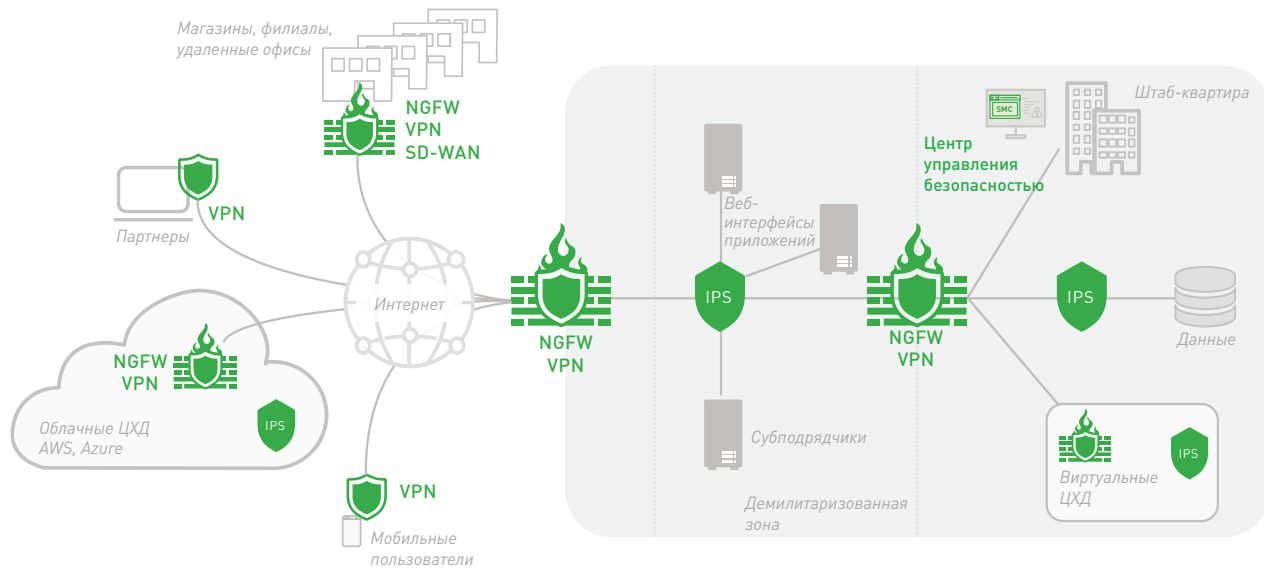 Магазины, филиалы,
удаленные офисы
NGFW
VPN
SD-WAN
VPN
Партнеры
Интернет
NGFW
VPN
IPS
Облачные ЦХД
AWS, Azure
VPN
Мобильные
пользователи
NGFW
VPN
Веб-
интерфейсы
приложений
IPS
Субподрядчики
Демилитаризованная
зона
NGFW
VPN
SMC
Центр
управления
безопасностью
Штаб-квартира
IPS
Данные
IPS
Виртуальные
ЦХД